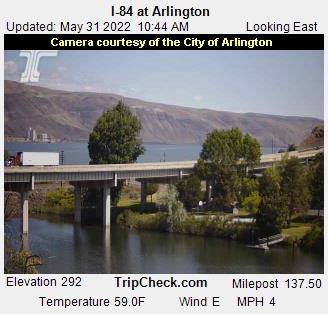 I-84 at Arlington
Updated: May 31 2022 10:44 AM Looking East
Camera courtesy of the City of Arlington
Elevation 292 TripCheck.com Milepost 137.50
Temperature 59.0F Wind E MPH 4